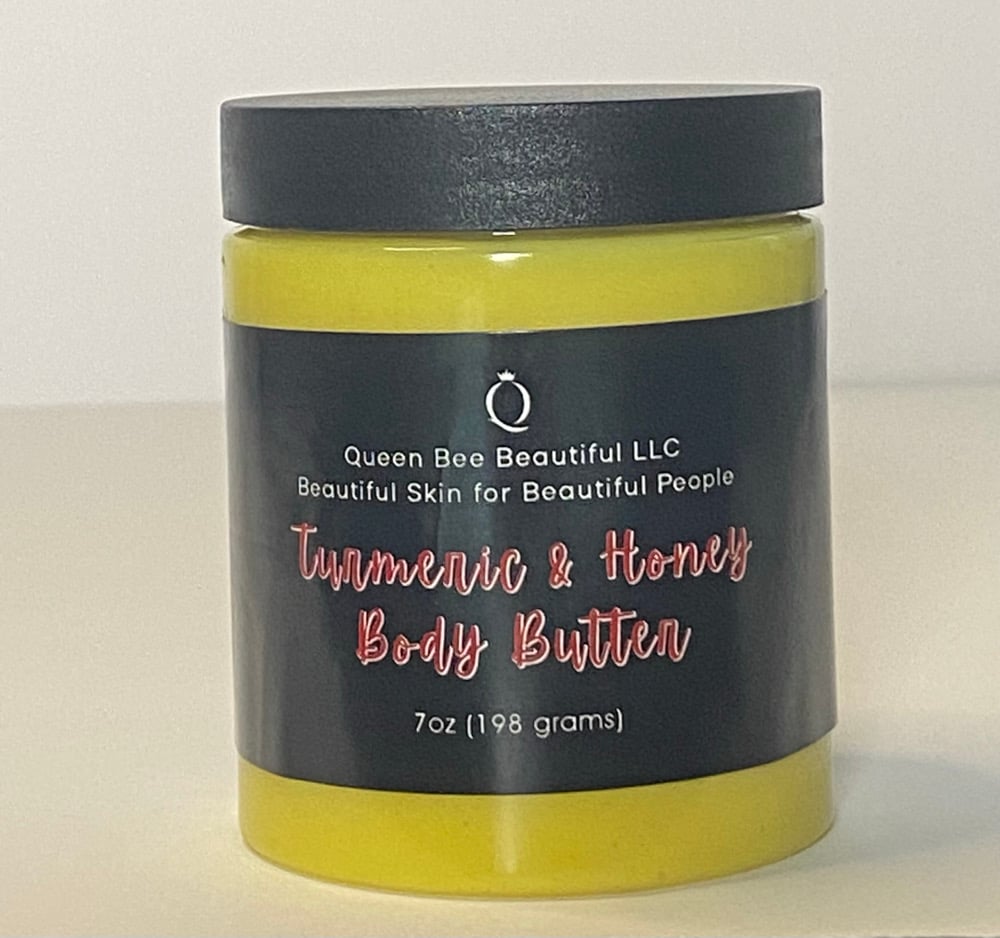 Q
Queen Bee Beautiful LLC
Beautiful Skin for Beautiful People
Turmeric & Honey
Body Butter
7oz (198 grams)